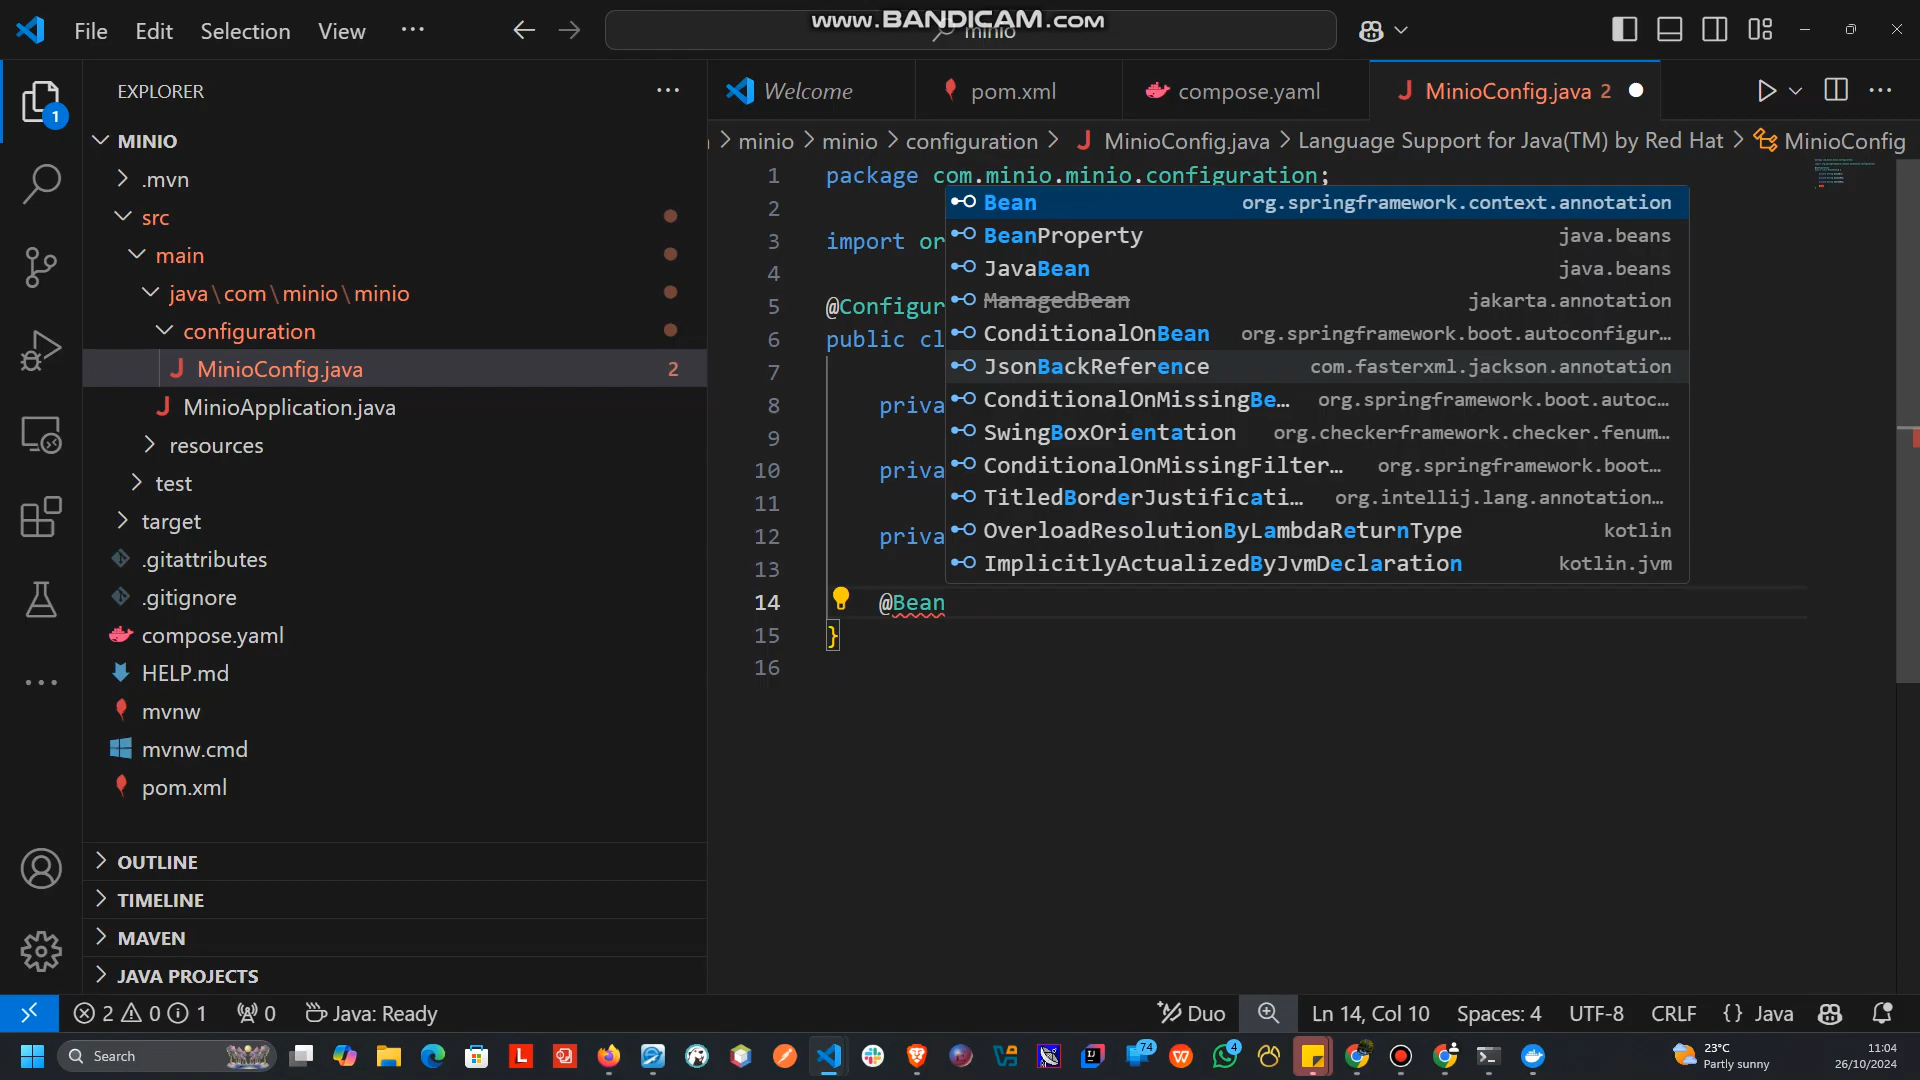 File Edit Selection View ···
www.BANDICAM.com
minio
EXPLORER
1
MINIO
.mvn
src
main
java\com\minio\minio
configuration
MinioConfig.java 2
MinioApplication.java
resources
test
target
.gitattributes
.gitignore
compose.yaml
HELP.md
mvnw
mvnw.cmd
pom.xml
OUTLINE
TIMELINE
MAVEN
JAVA PROJECTS
Welcome pom.xml compose.yaml MinioConfig.java 2
minio > minio > configuration > MinioConfig.java > Language Support for Java(TM) by Red Hat > MinioConfig
1 package com.minio.minio.configuration;
2
3 import or
4
5 @Configur
6 public cl
7
8 priva
9
10 priva
11
12 priva
13
14 @Bean
15 }
16
Bean org.springframework.context.annotation
BeanProperty java.beans
JavaBean java.beans
ManagedBean jakarta.annotation
ConditionalOnBean org.springframework.boot.autoconfigur…
JsonBackReference com.fasterxml.jackson.annotation
ConditionalOnMissingBe… org.springframework.boot.autoc…
SwingBoxOrientation org.checkerframework.checker.fenum…
ConditionalOnMissingFilter… org.springframework.boot…
TitledBorderJustificati… org.intellij.lang.annotation…
OverloadResolutionByLambdaReturnType kotlin
ImplicitlyActualizedByJvmDeclaration kotlin.jvm
2 0 1 0 Java: Ready
Duo Ln 14, Col 10 Spaces: 4 UTF-8 CRLF {} Java
Search
74
4
23°C
Partly sunny
11:04
26/10/2024